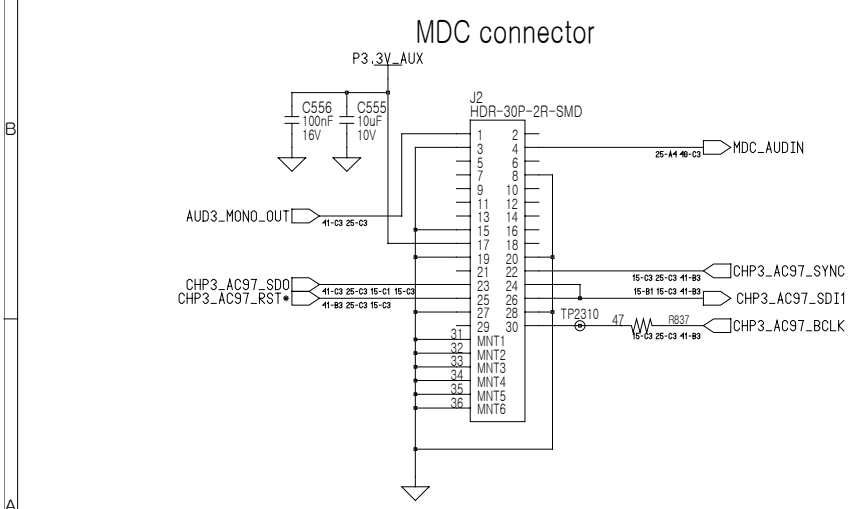 MDC connector
P3.3V_AUX
B
C556
100nF
16V
C555
10uF
10V
J2
HDR-30P-2R-SMD
1 2
3 4
25-A4 40-C3
MDC_AUDIN
5 6
7 8
9 10
11 12
AUD3_MONO_OUT
41-C3 25-C3
13 14
15 16
17 18
19 20
21 22
15-C3 25-C3 41-B3
CHP3_AC97_SYNC
CHP3_AC97_SDO
41-C3 25-C3 15-C1 15-C3
23 24
CHP3_AC97_RST*
41-B3 25-C3 15-C3
25 26
15-B1 15-C3 41-B3
CHP3_AC97_SDI1
27 28
TP2310
29 30
47
R837
15-C3 25-C3 41-B3
CHP3_AC97_BCLK
31 MNT1
32 MNT2
33 MNT3
34 MNT4
35 MNT5
36 MNT6
A